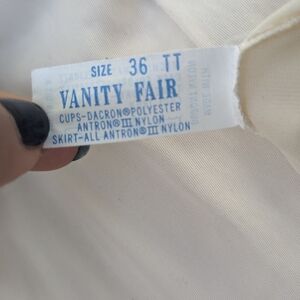 SIZE 36 TT
VANITY FAIR
CUPS-DACRON®POLYESTER
ANTRON®III NYLON
SKIRT-ALL ANTRON®III NYLON